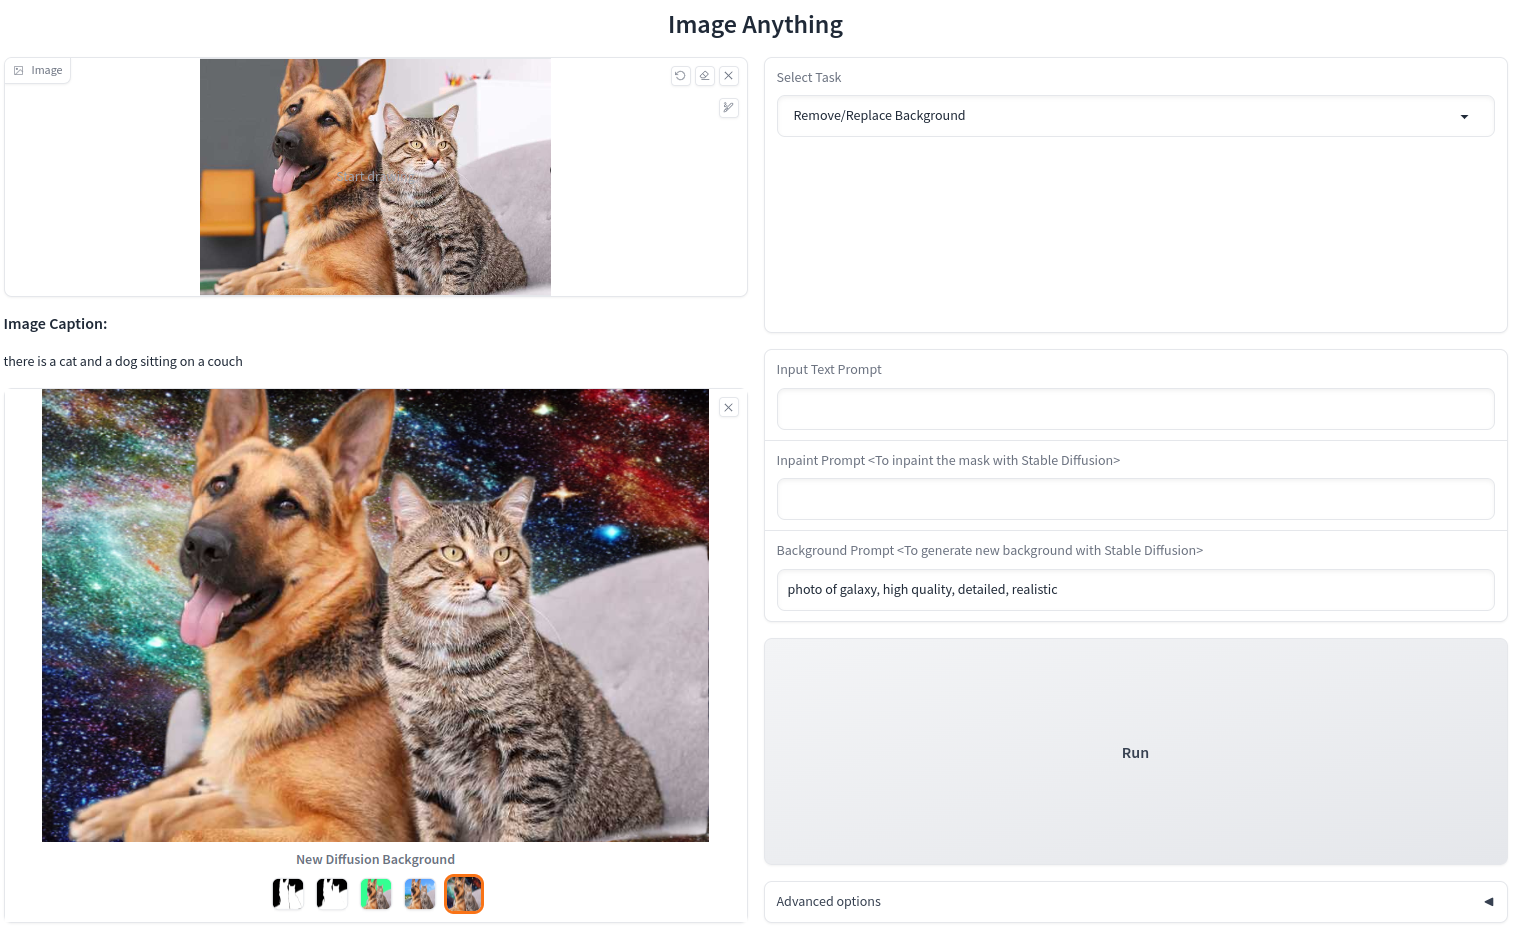 Image Anything
Image
start dr
Image Caption:
there is a cat and a dog sitting on a couch
New Diffusion Background
Select Task
Remove/Replace Background
Input Text Prompt
Inpaint Prompt <To inpaint the mask with Stable Diffusion>
Background Prompt <To generate new background with Stable Diffusion>
photo of galaxy, high quality, detailed, realistic
Run
Advanced options